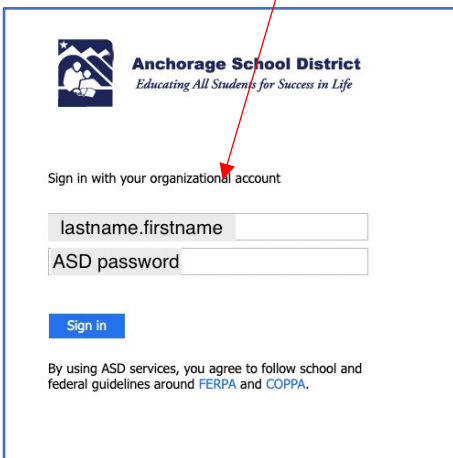 Anchorage School District
Educating All Students for Success in Life
Sign in with your organizational account
lastname.firstname
ASD password
Sign in
By using ASD services, you agree to follow school and
federal guidelines around FERPA and COPPA.